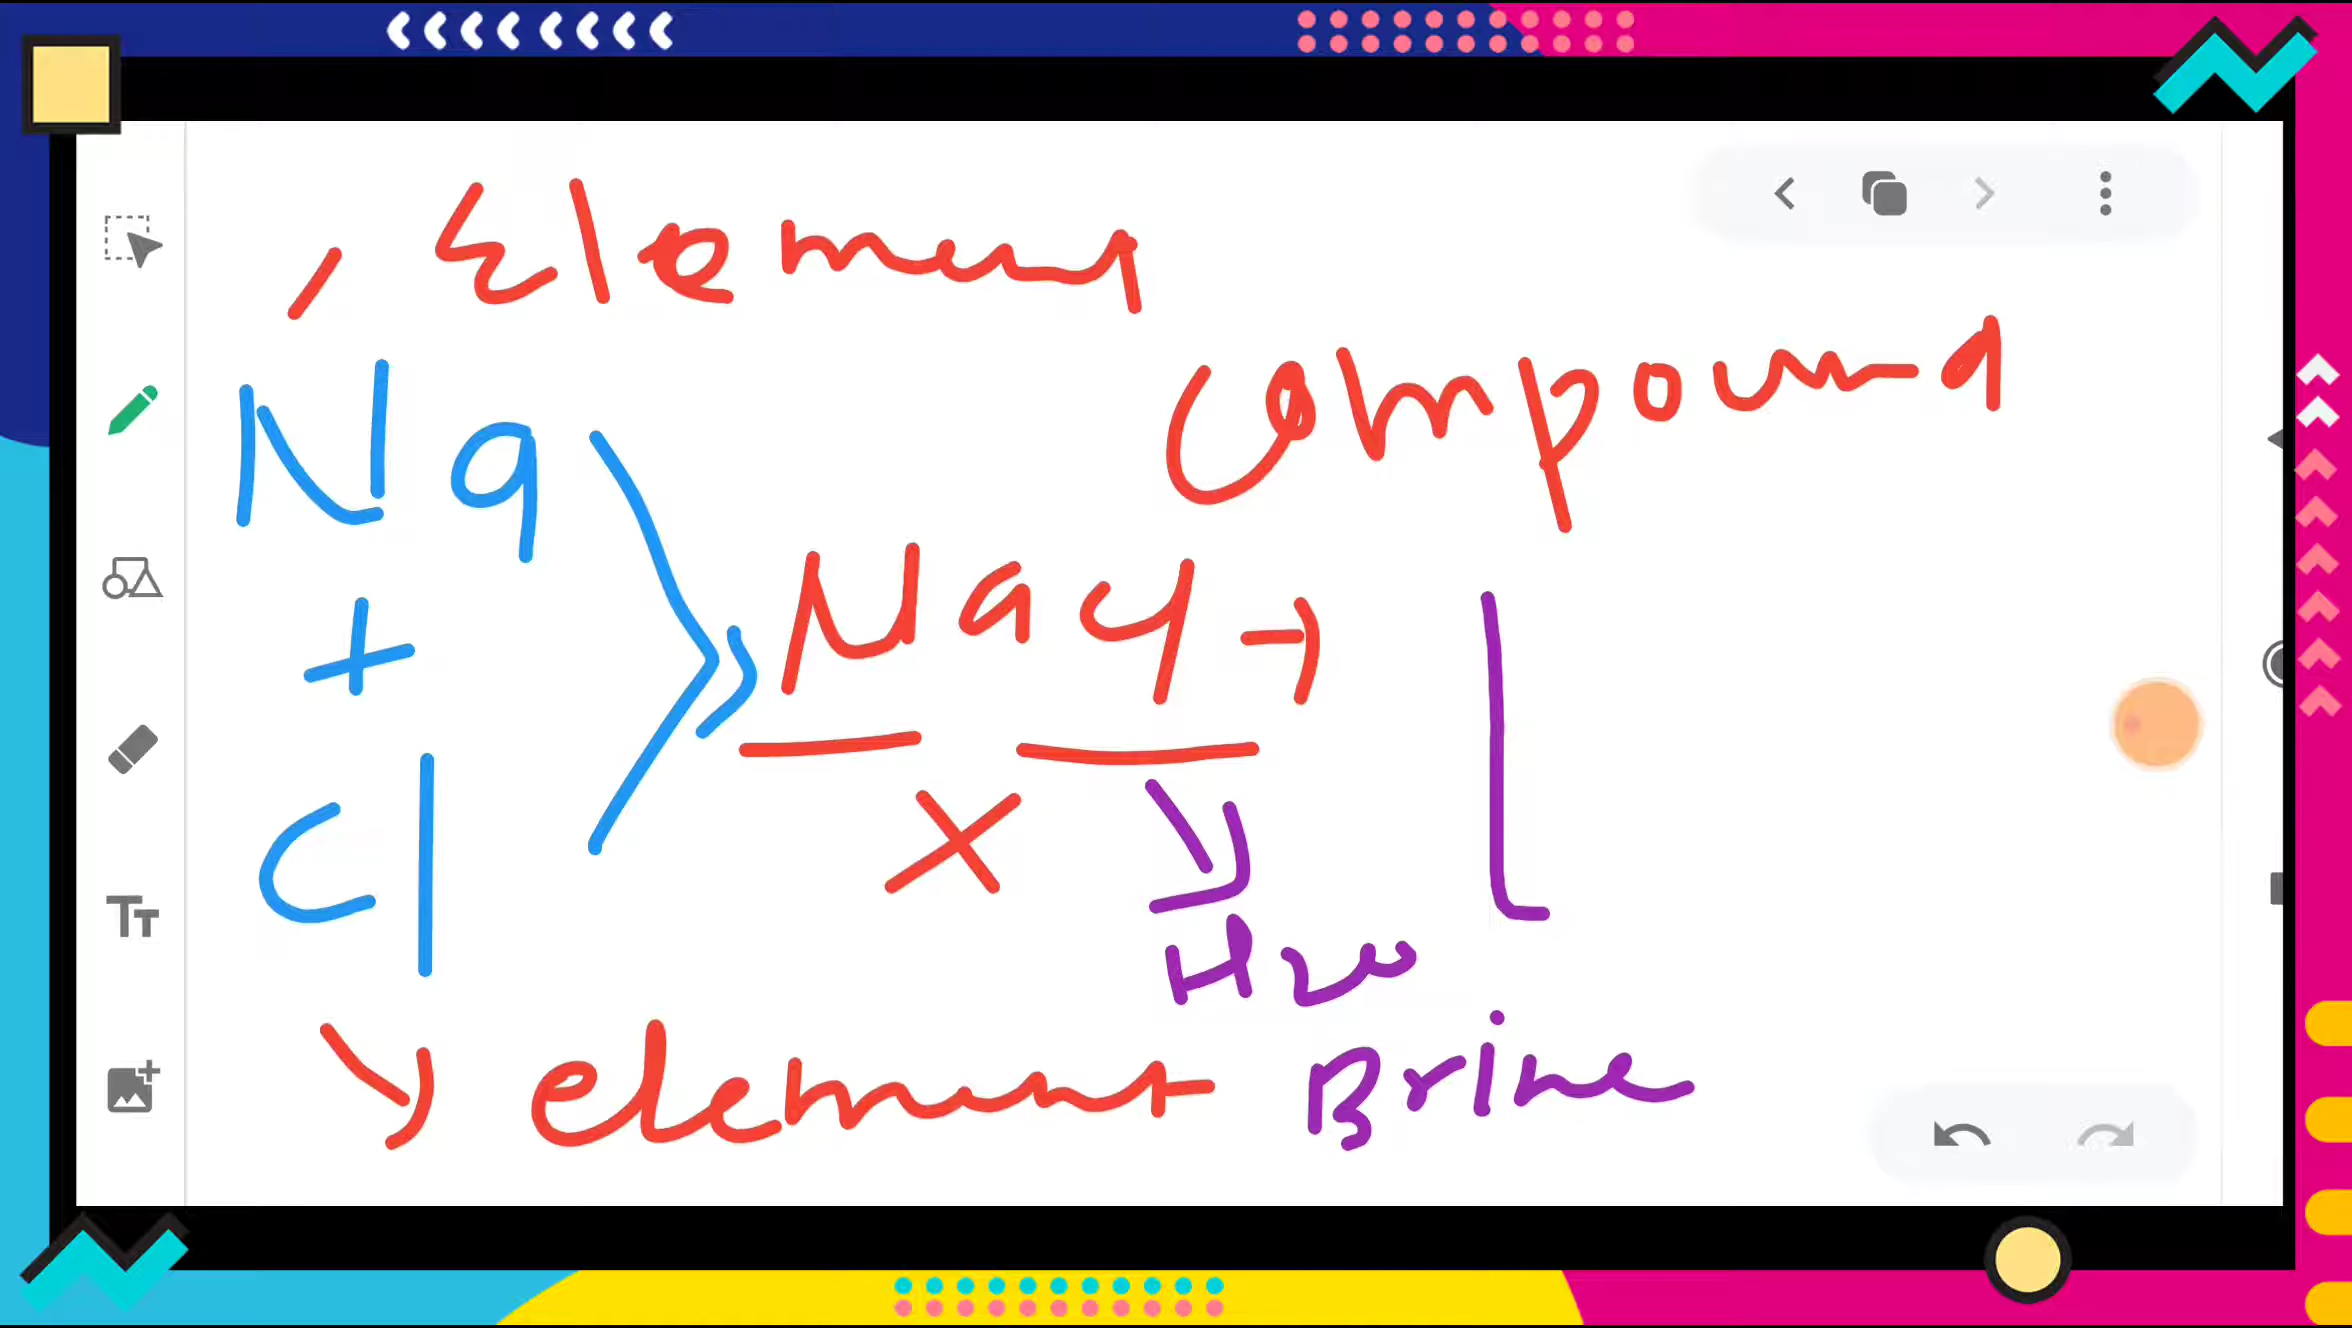 Element
Na
Compound
+
NaCl →
Cl
×
H2O
element
Brine